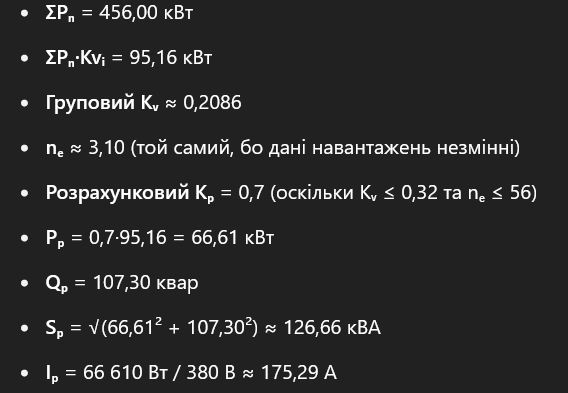 • ΣPₙ = 456,00 кВт
• ΣPₙ·Kvᵢ = 95,16 кВт
• Груповий Kᵥ ≈ 0,2086
• nₑ ≈ 3,10 (той самий, бо дані навантажень незмінні)
• Розрахунковий Kₚ = 0,7 (оскільки Kᵥ ≤ 0,32 та nₑ ≤ 56)
• Pₚ = 0,7·95,16 = 66,61 кВт
• Qₚ = 107,30 квар
• Sₚ = √(66,61² + 107,30²) ≈ 126,66 кВА
• Iₚ = 66 610 Вт / 380 В ≈ 175,29 А